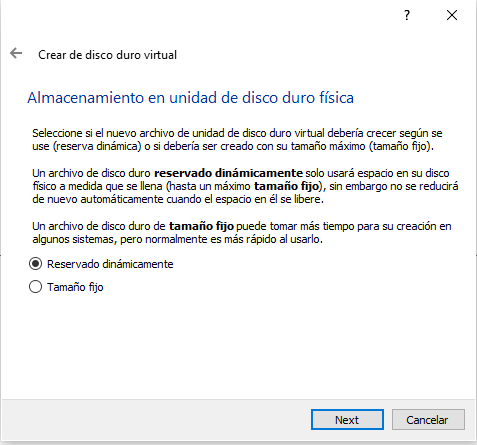 ?
Crear de disco duro virtual
Almacenamiento en unidad de disco duro física
Seleccione si el nuevo archivo de unidad de disco duro virtual debería crecer según se
use (reserva dinámica) o si debería ser creado con su tamaño máximo (tamaño fijo).
Un archivo de disco duro reservado dinámicamente solo usará espacio en su disco
físico a medida que se llena (hasta un máximo tamaño fijo), sin embargo no se reducirá
de nuevo automáticamente cuando el espacio en él se libere.
Un archivo de disco duro de tamaño fijo puede tomar más tiempo para su creación en
algunos sistemas, pero normalmente es más rápido al usarlo.
Reservado dinámicamente
Tamaño fijo
Next Cancelar